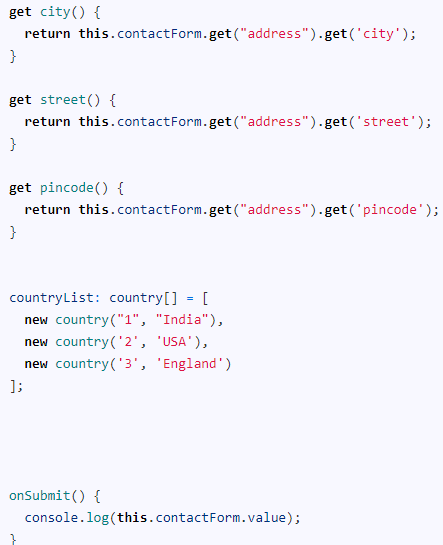 get city() {
  return this.contactForm.get("address").get('city');
}
get street() {
  return this.contactForm.get("address").get('street');
}
get pincode() {
  return this.contactForm.get("address").get('pincode');
}
countryList: country[] = [
  new country("1", "India"),
  new country('2', 'USA'),
  new country('3', 'England')
];
onSubmit() {
  console.log(this.contactForm.value);
}